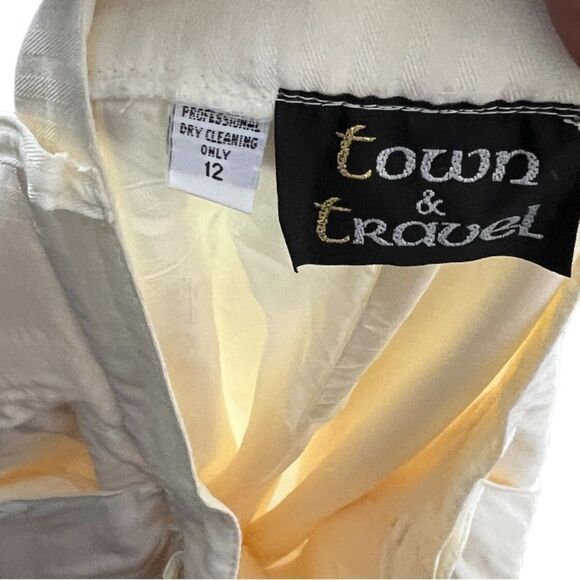 PROFESSIONAL
DRY CLEANING
ONLY
12
town
&
travel